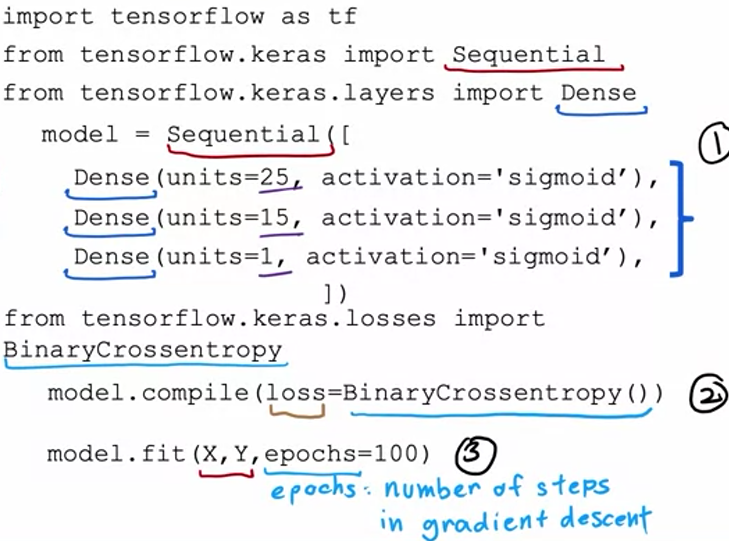 import tensorflow as tf
from tensorflow.keras import Sequential
from tensorflow.keras.layers import Dense
model = Sequential([
①
Dense(units=25, activation='sigmoid'),
Dense(units=15, activation='sigmoid'),
Dense(units=1, activation='sigmoid'),
])
from tensorflow.keras.losses import
BinaryCrossentropy
model.compile(loss=BinaryCrossentropy()) ②
model.fit(X,Y,epochs=100) ③
epochs: number of steps
in gradient descent